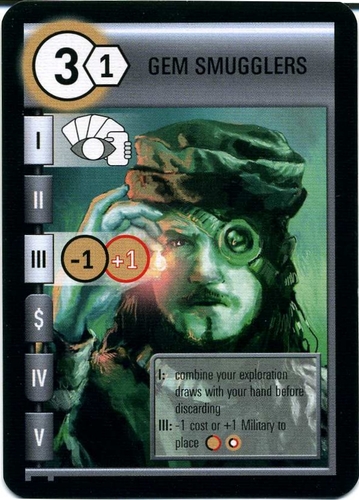 3 1 GEM SMUGGLERS
I
II
III -1 +1
$
IV
V
I: combine your exploration
draws with your hand before
discarding
III: -1 cost or +1 Military to
place